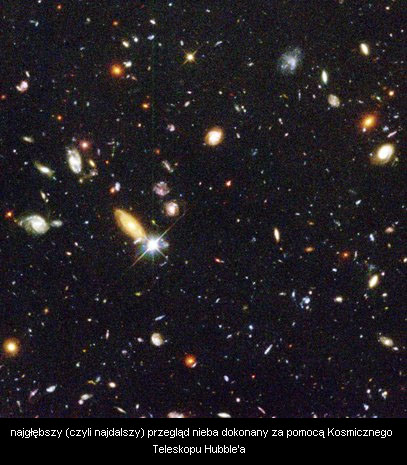 najgłębszy (czyli najdalszy) przegląd nieba dokonany za pomocą Kosmicznego
Teleskopu Hubble'a